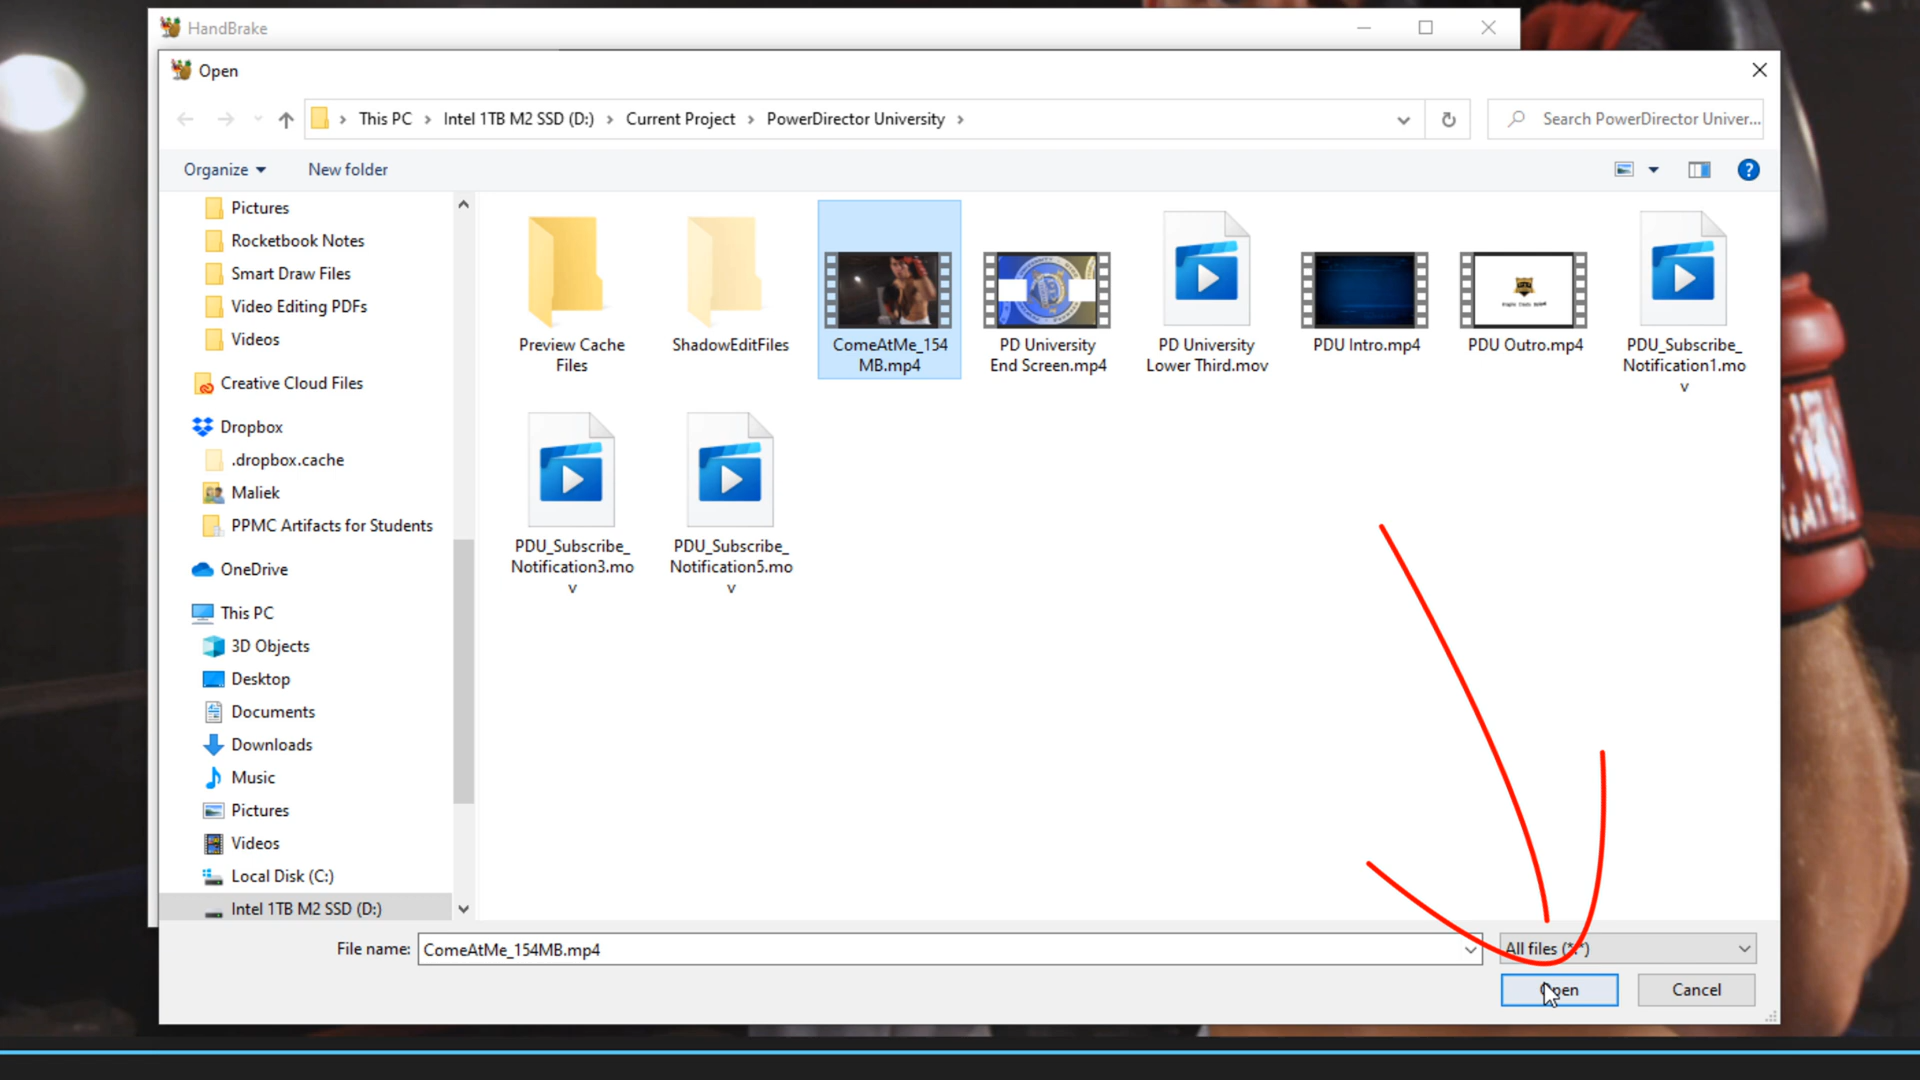 HandBrake
Open
This PC > Intel 1TB M2 SSD (D:) > Current Project > PowerDirector University >
Search PowerDirector Univer...
Organize
New folder
Pictures
Rocketbook Notes
Smart Draw Files
Video Editing PDFs
Videos
Creative Cloud Files
Dropbox
.dropbox.cache
Maliek
PPMC Artifacts for Students
OneDrive
This PC
3D Objects
Desktop
Documents
Downloads
Music
Pictures
Videos
Local Disk (C:)
Intel 1TB M2 SSD (D:)
Preview Cache
Files
ShadowEditFiles
ComeAtMe_154
MB.mp4
PD University
End Screen.mp4
PD University
Lower Third.mov
PDU Intro.mp4
PDU Outro.mp4
PDU_Subscribe_
Notification1.mo
v
PDU_Subscribe_
Notification3.mo
v
PDU_Subscribe_
Notification5.mo
v
File name:
ComeAtMe_154MB.mp4
All files (*.*)
Open
Cancel